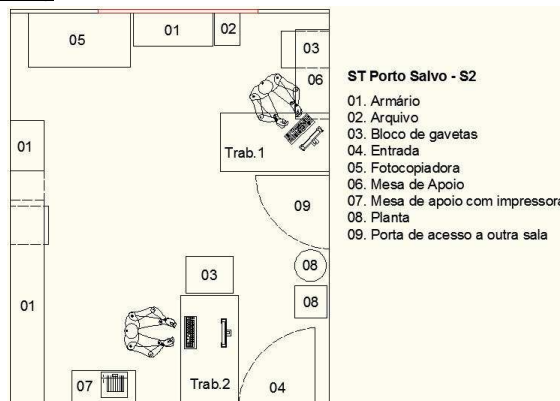 05
01
02
03
06
ST Porto Salvo - S2
01. Armário
02. Arquivo
03. Bloco de gavetas
04. Entrada
05. Fotocopiadora
06. Mesa de Apoio
07. Mesa de apoio com impressora
08. Planta
09. Porta de acesso a outra sala
01
Trab.1
09
08
03
08
01
07
Trab.2
04